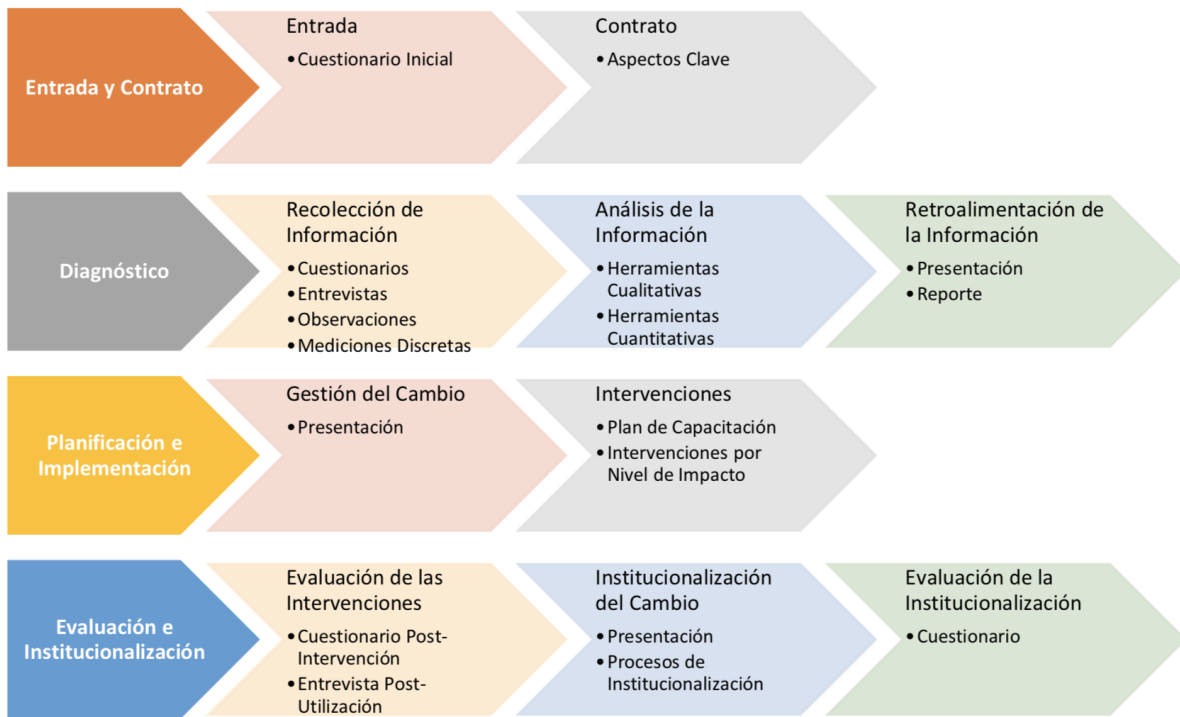 Entrada y Contrato
Entrada
•Cuestionario Inicial
Contrato
•Aspectos Clave
Diagnóstico
Recolección de
Información
•Cuestionarios
•Entrevistas
•Observaciones
•Mediciones Discretas
Análisis de la
Información
•Herramientas
Cualitativas
•Herramientas
Cuantitativas
Retroalimentación de
la Información
•Presentación
•Reporte
Planificación e
Implementación
Gestión del Cambio
•Presentación
Intervenciones
•Plan de Capacitación
•Intervenciones por
Nivel de Impacto
Evaluación e
Institucionalización
Evaluación de las
Intervenciones
•Cuestionario Post-
Intervención
•Entrevista Post-
Utilización
Institucionalización
del Cambio
•Presentación
•Procesos de
Institucionalización
Evaluación de la
Institucionalización
•Cuestionario